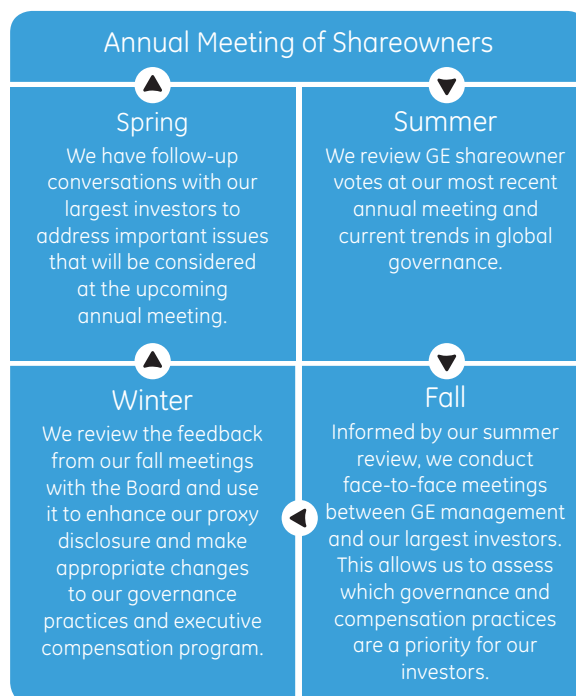 Annual Meeting of Shareowners
Spring
We have follow-up
conversations with our
largest investors to
address important issues
that will be considered
at the upcoming
annual meeting.
Summer
We review GE shareowner
votes at our most recent
annual meeting and
current trends in global
governance.
Winter
We review the feedback
from our fall meetings
with the Board and use
it to enhance our proxy
disclosure and make
appropriate changes
to our governance
practices and executive
compensation program.
Fall
Informed by our summer
review, we conduct
face-to-face meetings
between GE management
and our largest investors.
This allows us to assess
which governance and
compensation practices
are a priority for our
investors.